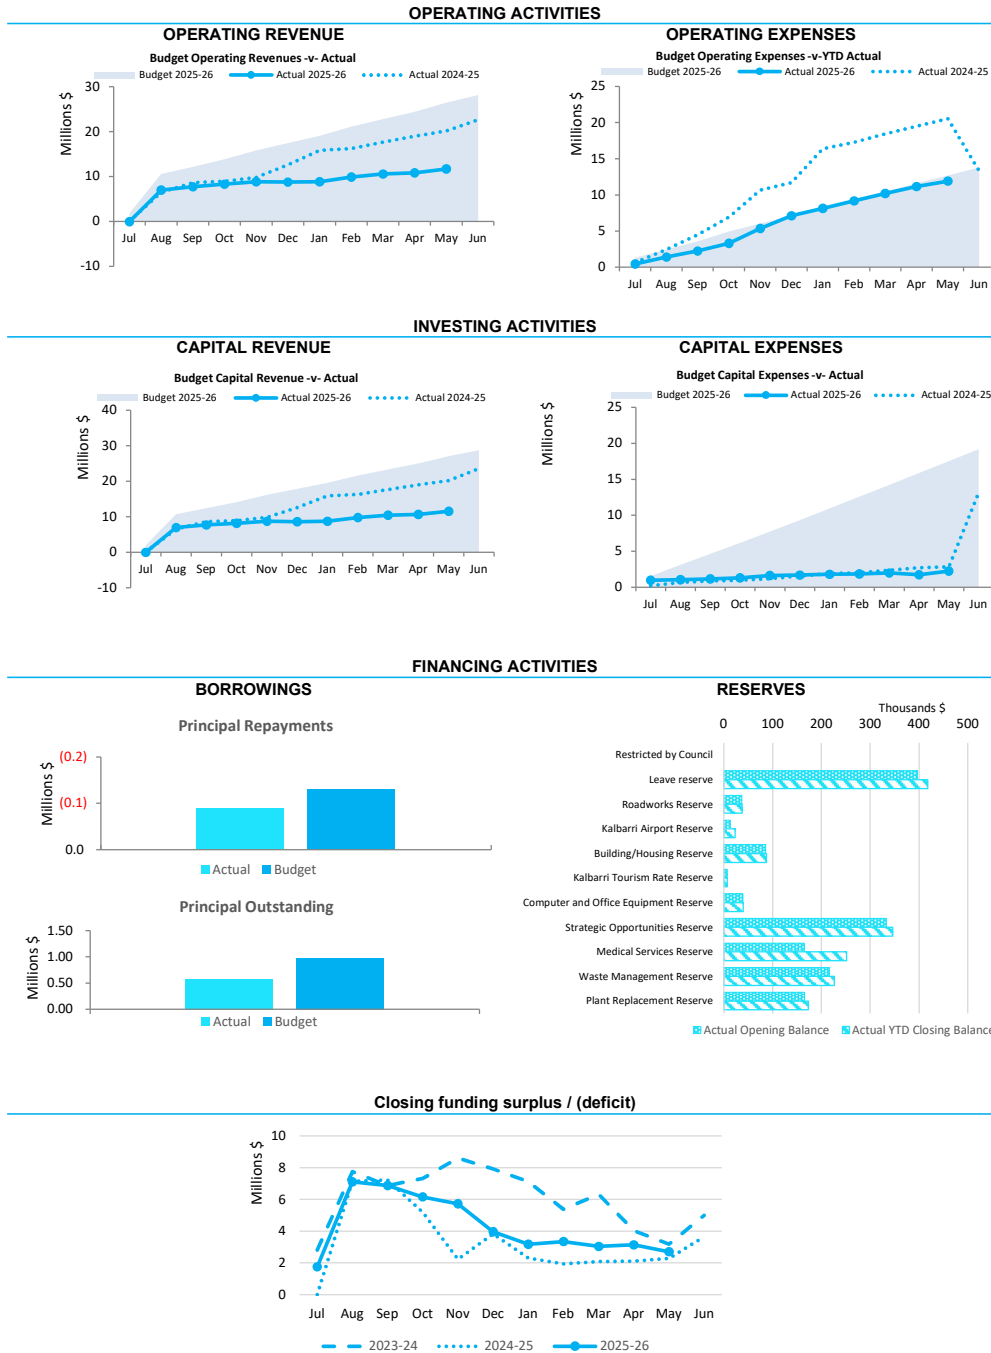 OPERATING ACTIVITIES
OPERATING REVENUE
Budget Operating Revenues -v- Actual
Budget 2025-26 Actual 2025-26 Actual 2024-25
Millions $
30
20
10
0
-10
Jul Aug Sep Oct Nov Dec Jan Feb Mar Apr May Jun
OPERATING EXPENSES
Budget Operating Expenses -v-YTD Actual
Budget 2025-26 Actual 2025-26 Actual 2024-25
Millions $
25
20
15
10
5
0
Jul Aug Sep Oct Nov Dec Jan Feb Mar Apr May Jun
INVESTING ACTIVITIES
CAPITAL REVENUE
Budget Capital Revenue -v- Actual
Budget 2025-26 Actual 2025-26 Actual 2024-25
Millions $
40
30
20
10
0
-10
Jul Aug Sep Oct Nov Dec Jan Feb Mar Apr May Jun
CAPITAL EXPENSES
Budget Capital Expenses -v- Actual
Budget 2025-26 Actual 2025-26 Actual 2024-25
Millions $
25
20
15
10
5
0
Jul Aug Sep Oct Nov Dec Jan Feb Mar Apr May Jun
FINANCING ACTIVITIES
BORROWINGS
Principal Repayments
Millions $
(0.2)
(0.1)
0.0
Actual Budget
Principal Outstanding
Millions $
1.50
1.00
0.50
0.00
Actual Budget
RESERVES
Thousands $
0 100 200 300 400 500
Restricted by Council
Leave reserve
Roadworks Reserve
Kalbarri Airport Reserve
Building/Housing Reserve
Kalbarri Tourism Rate Reserve
Computer and Office Equipment Reserve
Strategic Opportunities Reserve
Medical Services Reserve
Waste Management Reserve
Plant Replacement Reserve
Actual Opening Balance Actual YTD Closing Balance
Closing funding surplus / (deficit)
Millions $
10
8
6
4
2
0
Jul Aug Sep Oct Nov Dec Jan Feb Mar Apr May Jun
2023-24 2024-25 2025-26